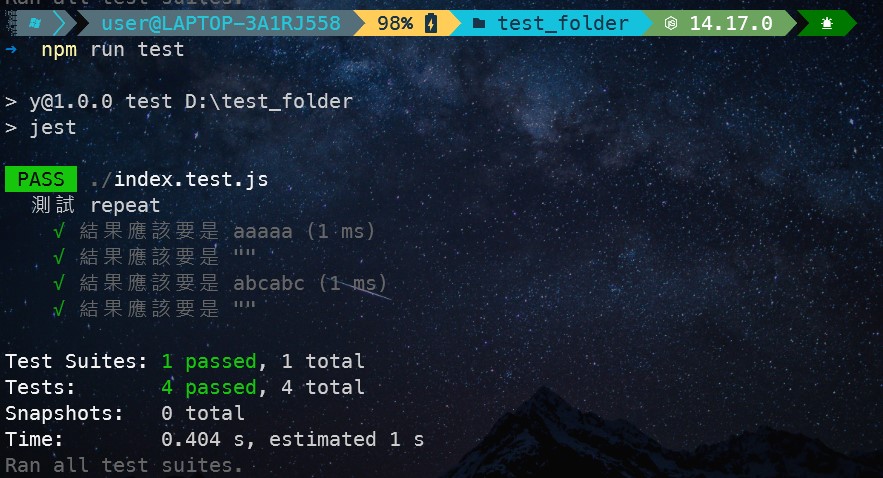 Ran all test suites.
user@LAPTOP-3A1RJ558 98% test_folder 14.17.0
➜ npm run test
> y@1.0.0 test D:\test_folder
> jest
PASS ./index.test.js
測試 repeat
√ 結果應該要是 aaaaa (1 ms)
√ 結果應該要是 ""
√ 結果應該要是 abcabc (1 ms)
√ 結果應該要是 ""
Test Suites: 1 passed, 1 total
Tests: 4 passed, 4 total
Snapshots: 0 total
Time: 0.404 s, estimated 1 s
Ran all test suites.